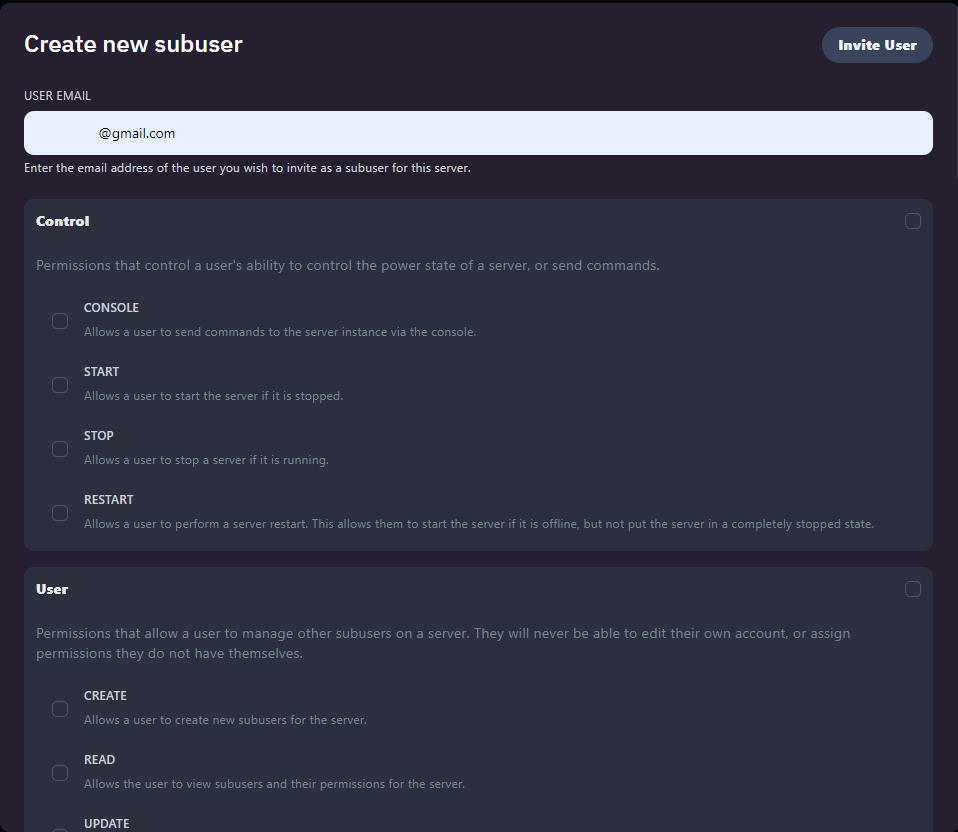 Create new subuser
Invite User
USER EMAIL
@gmail.com
Enter the email address of the user you wish to invite as a subuser for this server.
Control
Permissions that control a user's ability to control the power state of a server, or send commands.
CONSOLE
Allows a user to send commands to the server instance via the console.
START
Allows a user to start the server if it is stopped.
STOP
Allows a user to stop a server if it is running.
RESTART
Allows a user to perform a server restart. This allows them to start the server if it is offline, but not put the server in a completely stopped state.
User
Permissions that allow a user to manage other subusers on a server. They will never be able to edit their own account, or assign
permissions they do not have themselves.
CREATE
Allows a user to create new subusers for the server.
READ
Allows the user to view subusers and their permissions for the server.
UPDATE